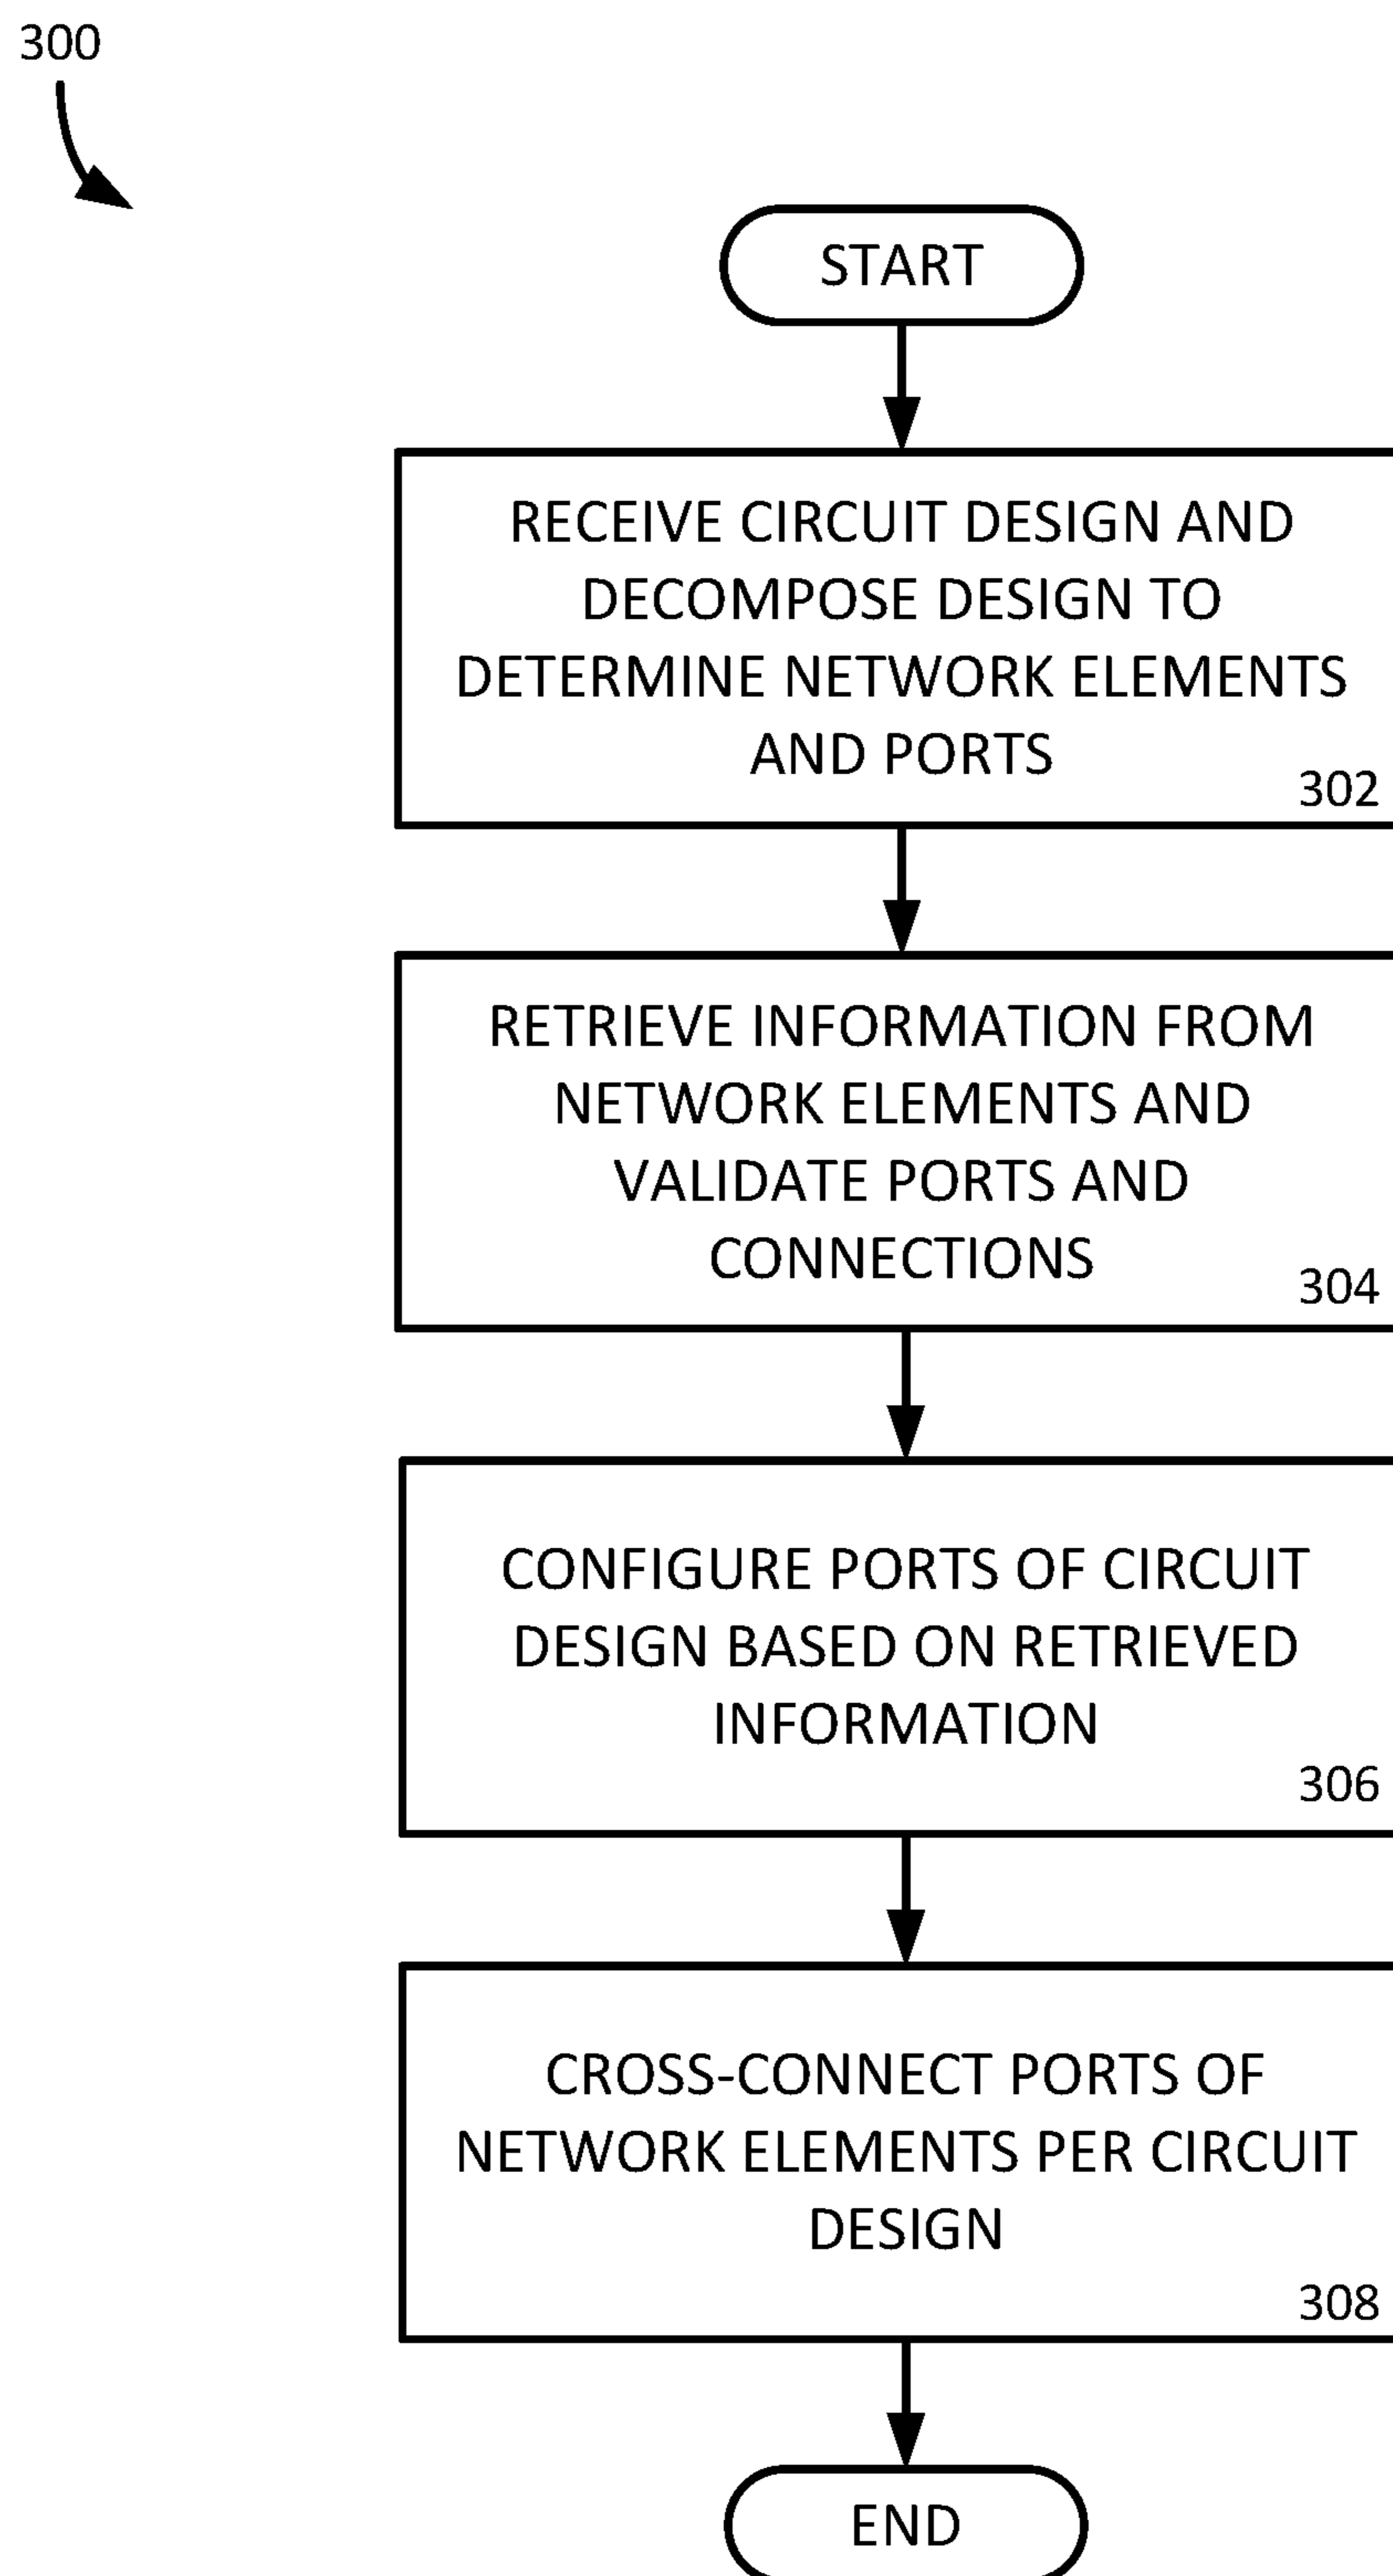 300
START
RECEIVE CIRCUIT DESIGN AND
DECOMPOSE DESIGN TO
DETERMINE NETWORK ELEMENTS
AND PORTS
302
RETRIEVE INFORMATION FROM
NETWORK ELEMENTS AND
VALIDATE PORTS AND
CONNECTIONS
304
CONFIGURE PORTS OF CIRCUIT
DESIGN BASED ON RETRIEVED
INFORMATION
306
CROSS-CONNECT PORTS OF
NETWORK ELEMENTS PER CIRCUIT
DESIGN
308
END